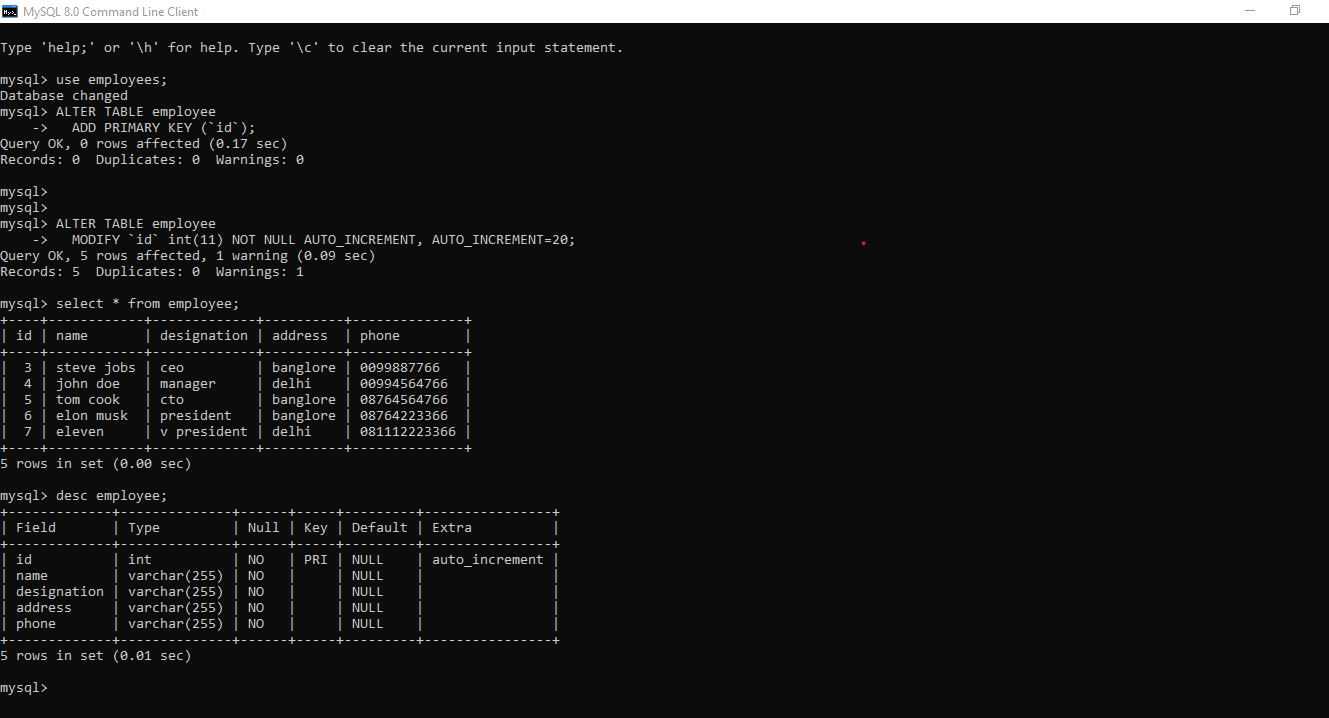 MySQL 8.0 Command Line Client
Type 'help;' or '\h' for help. Type '\c' to clear the current input statement.
mysql> use employees;
Database changed
mysql> ALTER TABLE employee
    ->   ADD PRIMARY KEY (`id`);
Query OK, 0 rows affected (0.17 sec)
Records: 0  Duplicates: 0  Warnings: 0
mysql>
mysql>
mysql> ALTER TABLE employee
    ->   MODIFY `id` int(11) NOT NULL AUTO_INCREMENT, AUTO_INCREMENT=20;
Query OK, 5 rows affected, 1 warning (0.09 sec)
Records: 5  Duplicates: 0  Warnings: 1
mysql> select * from employee;
+----+------------+-------------+----------+--------------+
| id | name       | designation | address  | phone        |
+----+------------+-------------+----------+--------------+
|  3 | steve jobs | ceo         | banglore | 0099887766   |
|  4 | john doe   | manager     | delhi    | 00994564766  |
|  5 | tom cook   | cto         | banglore | 08764564766  |
|  6 | elon musk  | president   | banglore | 08764223366  |
|  7 | eleven     | v president | delhi    | 081112223366 |
+----+------------+-------------+----------+--------------+
5 rows in set (0.00 sec)
mysql> desc employee;
+-------------+--------------+------+-----+---------+----------------+
| Field       | Type         | Null | Key | Default | Extra          |
+-------------+--------------+------+-----+---------+----------------+
| id          | int          | NO   | PRI | NULL    | auto_increment |
| name        | varchar(255) | NO   |     | NULL    |                |
| designation | varchar(255) | NO   |     | NULL    |                |
| address     | varchar(255) | NO   |     | NULL    |                |
| phone       | varchar(255) | NO   |     | NULL    |                |
+-------------+--------------+------+-----+---------+----------------+
5 rows in set (0.01 sec)
mysql>